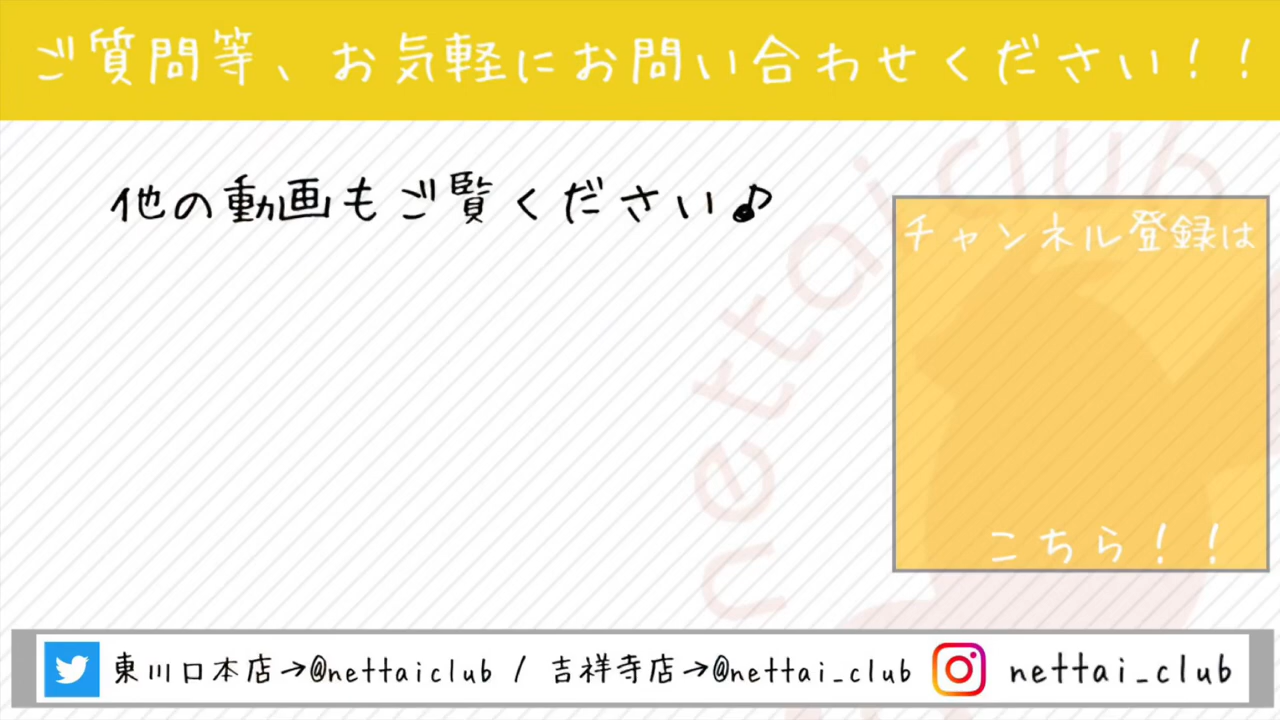 ご質問等、お気軽にお問い合わせください！！
他の動画もご覧ください♪
nettaiclub
チャンネル登録は
こちら！！
東川口本店→@nettaiclub / 吉祥寺店→@nettai_club nettai_club